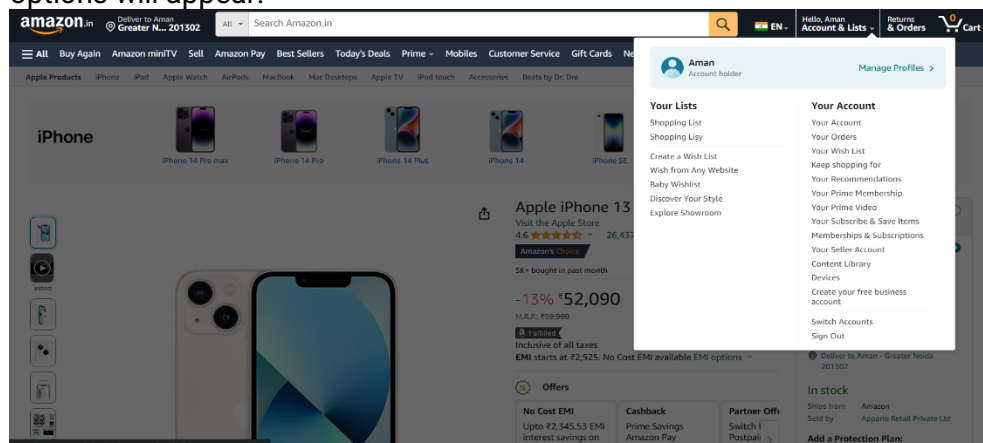 options will appear?
amazon.in
Deliver to Aman
Greater N... 201302
All
Search Amazon.in
EN
Hello, Aman
Account & Lists
Returns
& Orders
0
Cart
All Buy Again Amazon miniTV Sell Amazon Pay Best Sellers Today's Deals Prime Mobiles Customer Service Gift Cards Ne
Apple Products iPhone iPad Apple Watch AirPods MacBook Mac Desktops Apple TV iPod touch Accessories Beats by Dr. Dre
iPhone
iPhone 14 Pro max
iPhone 14 Pro
iPhone 14 Plus
iPhone 14
iPhone SE
Aman
Account holder
Manage Profiles >
Your Lists
Shopping List
Shopping Lisy
Create a Wish List
Wish from Any Website
Baby Wishlist
Discover Your Style
Explore Showroom
Your Account
Your Account
Your Orders
Your Wish List
Keep shopping for
Your Recommendations
Your Prime Membership
Your Prime Video
Your Subscribe & Save Items
Memberships & Subscriptions
Your Seller Account
Content Library
Devices
Create your free business
account
Switch Accounts
Sign Out
VIDEO
Apple iPhone 13
Visit the Apple Store
4.6
26,433
Amazon's Choice
5K+ bought in past month
-13% ₹52,090
M.R.P.: ₹59,900
a Fulfilled
Inclusive of all taxes
EMI starts at ₹2,525. No Cost EMI available EMI options
Offers
No Cost EMI
Upto ₹2,345.53 EMI
interest savings on
Cashback
Prime Savings
Amazon Pay
Partner Offe
Switch t
Postpai
Deliver to Aman - Greater Noida
201302
In stock
Ships from Amazon
Sold by Appario Retail Private Ltd
Add a Protection Plan: